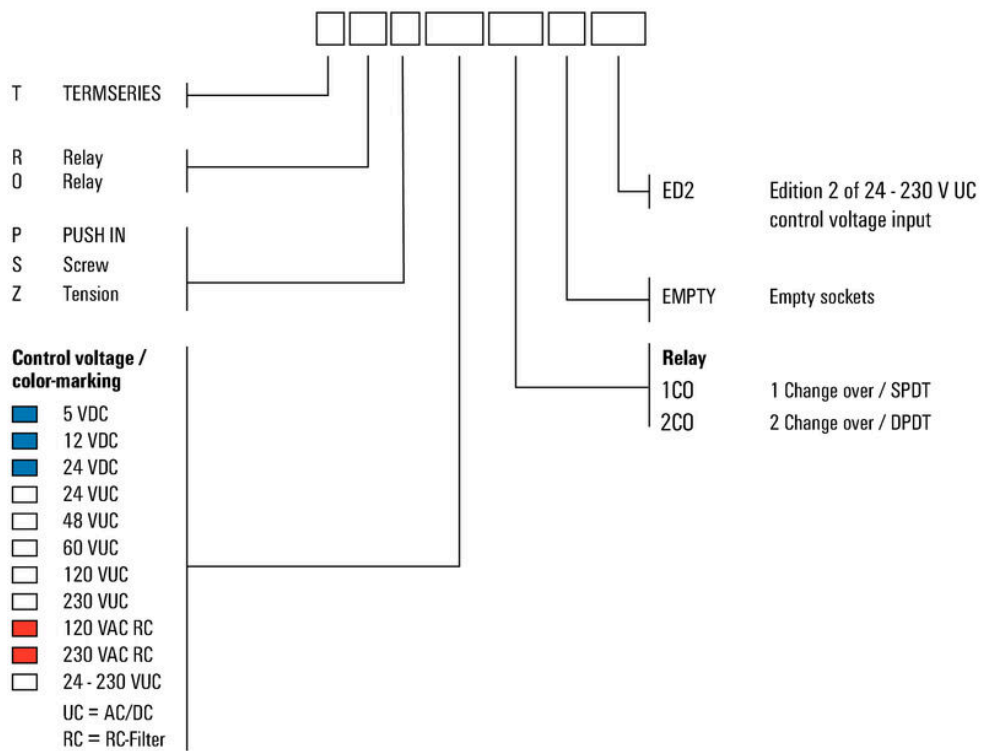 T TERMSERIES
R Relay
O Relay
P PUSH IN
S Screw
Z Tension
Control voltage /
color-marking
5 VDC
12 VDC
24 VDC
24 VUC
48 VUC
60 VUC
120 VUC
230 VUC
120 VAC RC
230 VAC RC
24 - 230 VUC
UC = AC/DC
RC = RC-Filter
ED2 Edition 2 of 24 - 230 V UC
control voltage input
EMPTY Empty sockets
Relay
1CO 1 Change over / SPDT
2CO 2 Change over / DPDT